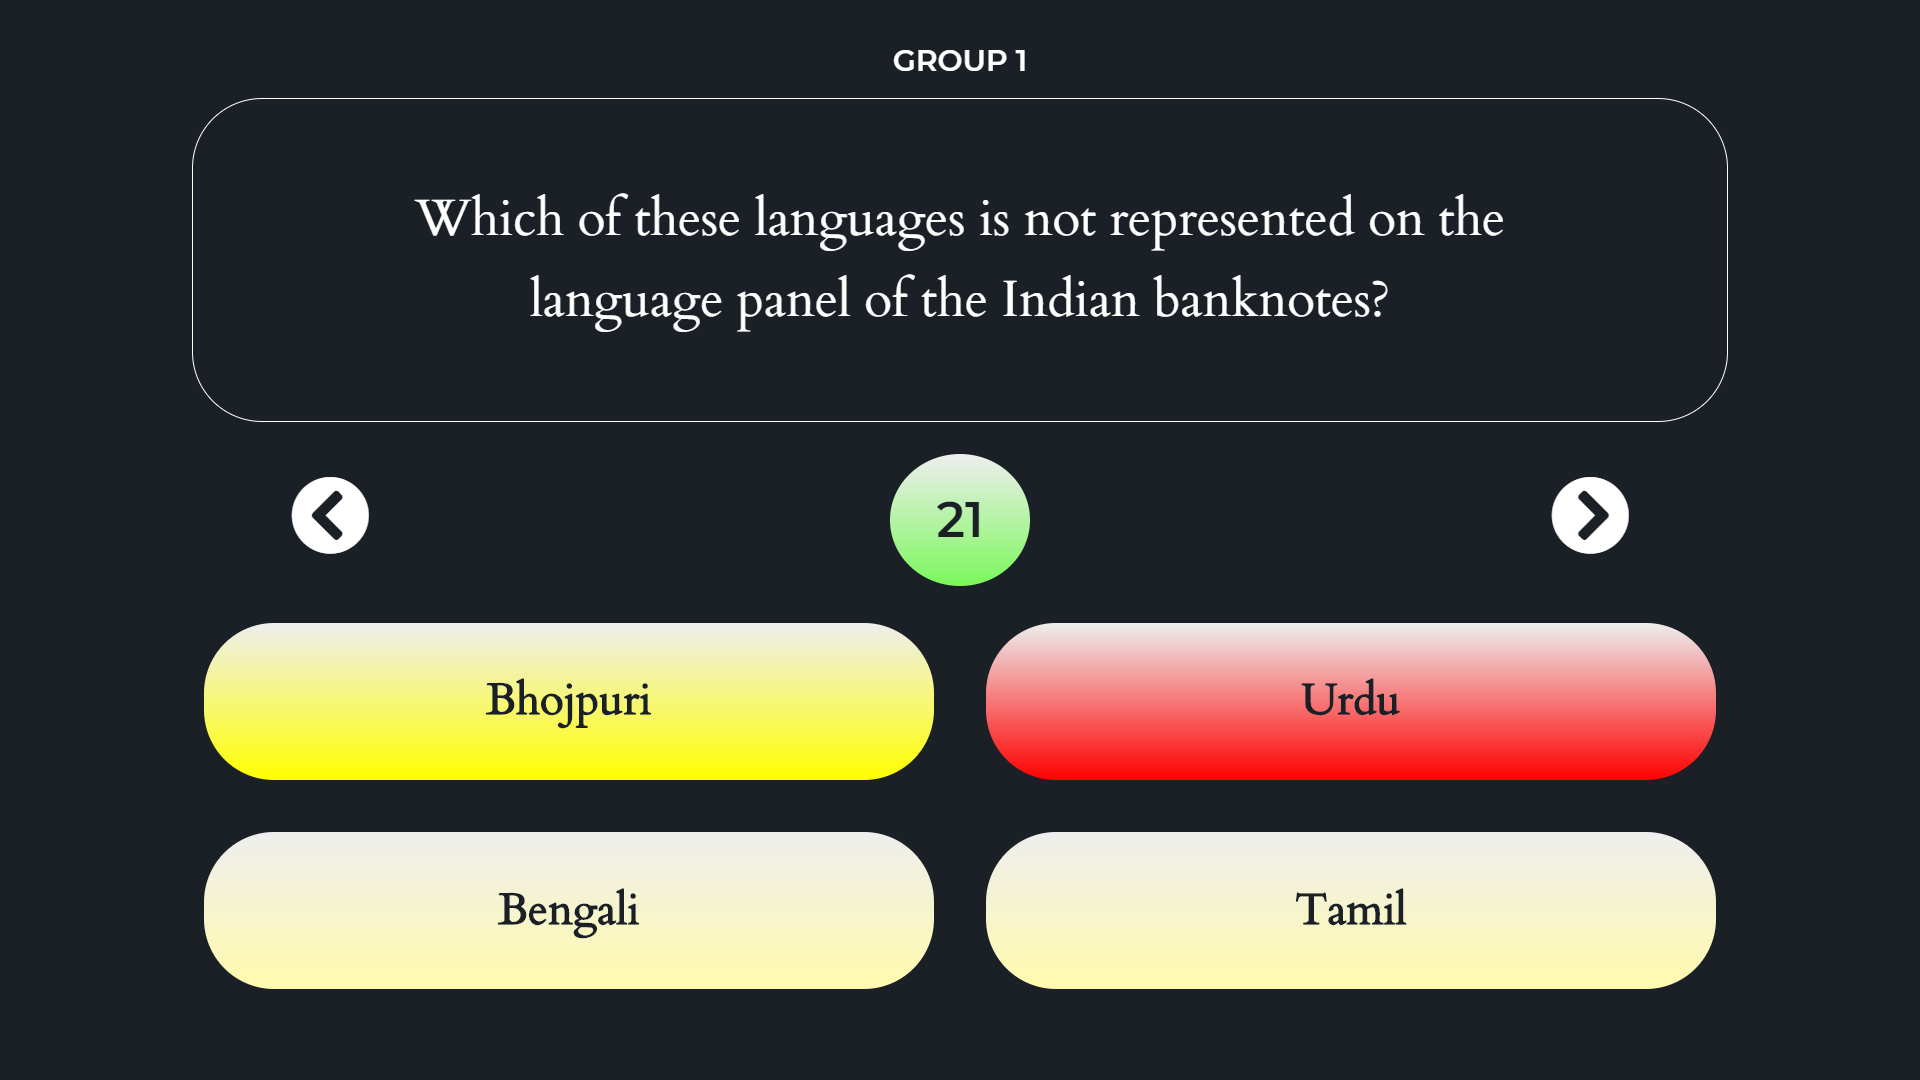 GROUP 1
Which of these languages is not represented on the
language panel of the Indian banknotes?
21
Bhojpuri
Urdu
Bengali
Tamil